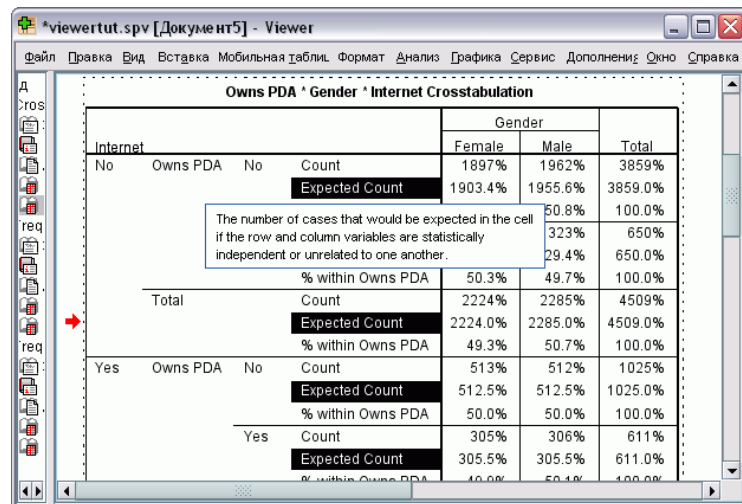 *viewertut.spv [Документ5] - Viewer
Файл Правка Вид Вставка Мобильная таблиц Формат Анализ Графика Сервис Дополнение Окно Справка
Owns PDA * Gender * Internet Crosstabulation
Gender
Internet Female Male Total
No Owns PDA No Count 1897% 1962% 3859%
Expected Count 1903.4% 1955.6% 3859.0%
50.8% 100.0%
The number of cases that would be expected in the cell
if the row and column variables are statistically
independent or unrelated to one another.
323% 650%
29.4% 650.0%
% within Owns PDA 50.3% 49.7% 100.0%
Total Count 2224% 2285% 4509%
Expected Count 2224.0% 2285.0% 4509.0%
% within Owns PDA 49.3% 50.7% 100.0%
Yes Owns PDA No Count 513% 512% 1025%
Expected Count 512.5% 512.5% 1025.0%
% within Owns PDA 50.0% 50.0% 100.0%
Yes Count 305% 306% 611%
Expected Count 305.5% 305.5% 611.0%